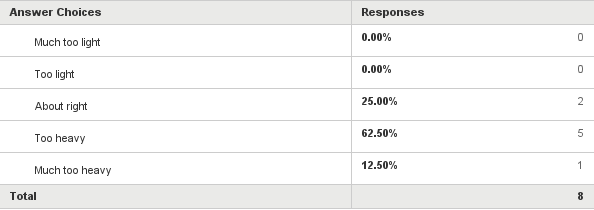 Answer Choices Responses
Much too light 0.00% 0
Too light 0.00% 0
About right 25.00% 2
Too heavy 62.50% 5
Much too heavy 12.50% 1
Total 8